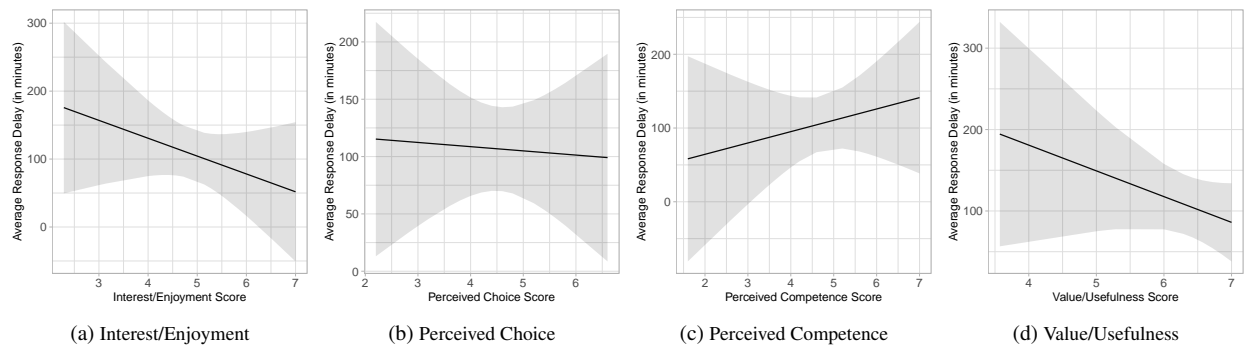 Average Response Delay (in minutes)
300
200
100
0
3
4
5
6
7
Interest/Enjoyment Score
(a) Interest/Enjoyment
Average Response Delay (in minutes)
200
150
100
50
0
2
3
4
5
6
Perceived Choice Score
(b) Perceived Choice
Average Response Delay (in minutes)
200
100
0
2
3
4
5
6
7
Perceived Competence Score
(c) Perceived Competence
Average Response Delay (in minutes)
300
200
100
4
5
6
7
Value/Usefulness Score
(d) Value/Usefulness